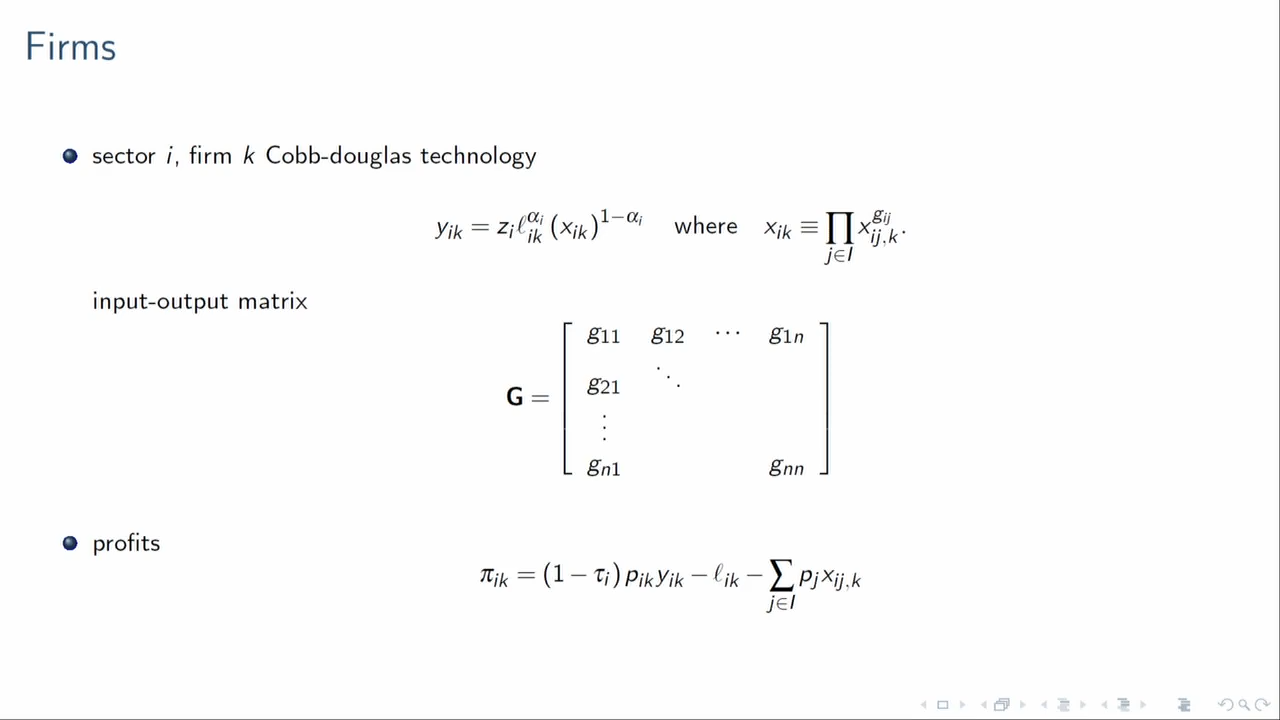 Firms
sector i, firm k Cobb-douglas technology
y_{ik} = z_i ℓ_{ik}^{α_i} (x_{ik})^{1−α_i} where x_{ik} ≡ ∏_{j∈I} x_{ij,k}^{g_{ij}}.
input-output matrix
G = [ g_{11} g_{12} ⋯ g_{1n}
g_{21} ⋱
⋮
g_{n1} g_{nn} ]
profits
π_{ik} = (1 − τ_i) p_{ik} y_{ik} − ℓ_{ik} − ∑_{j∈I} p_j x_{ij,k}